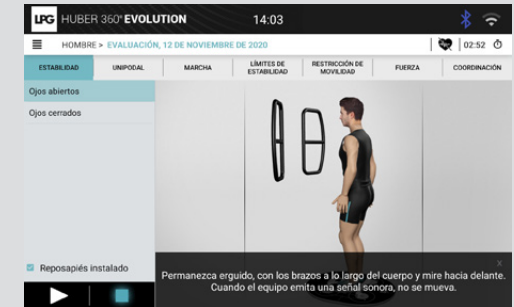 LPG HUBER 360° EVOLUTION 14:03
HOMBRE > EVALUACIÓN, 12 DE NOVIEMBRE DE 2020 02:52
ESTABILIDAD UNIPODAL MARCHA LÍMITES DE ESTABILIDAD RESTRICCIÓN DE MOVILIDAD FUERZA COORDINACIÓN
Ojos abiertos
Ojos cerrados
Reposapiés instalado
X
Permanezca erguido, con los brazos a lo largo del cuerpo y mire hacia delante.
Cuando el equipo emita una señal sonora, no se mueva.